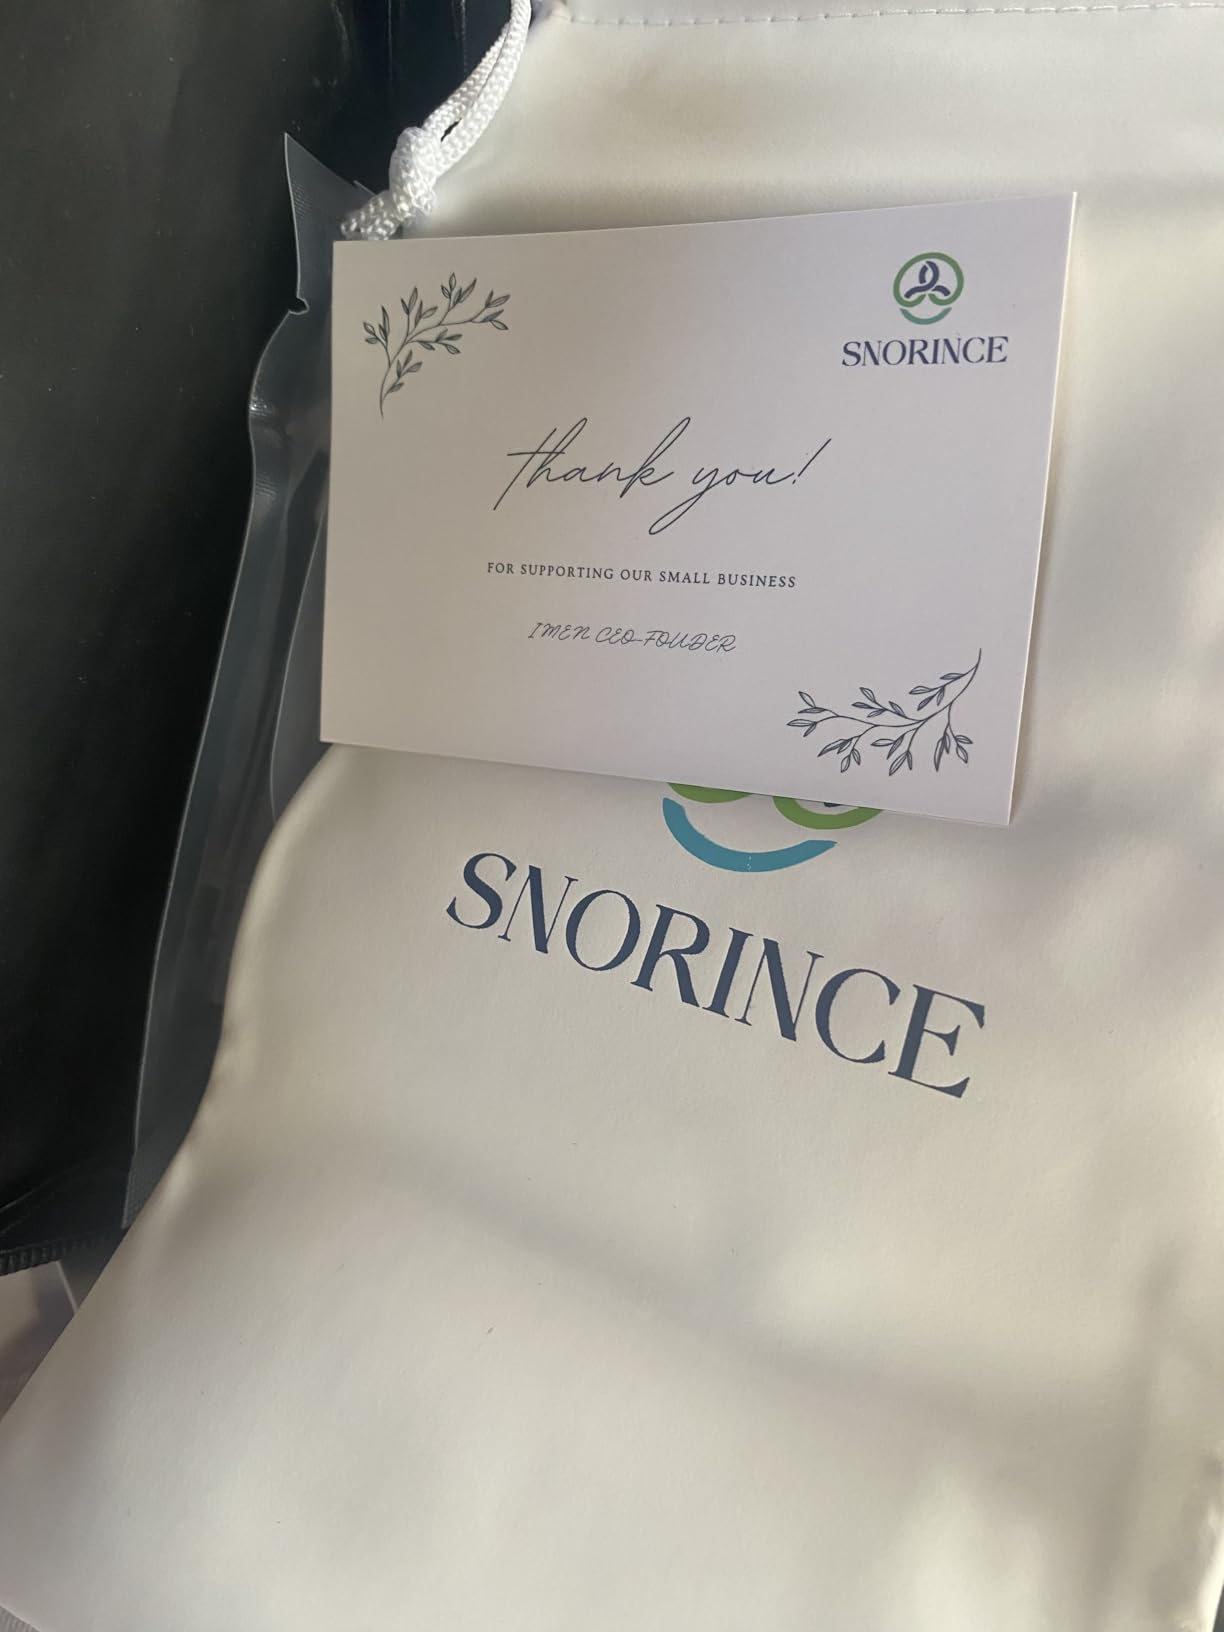 SNORINCE
thank you!
FOR SUPPORTING OUR SMALL BUSINESS
IMEN CEO-FOUDER
SNORINCE